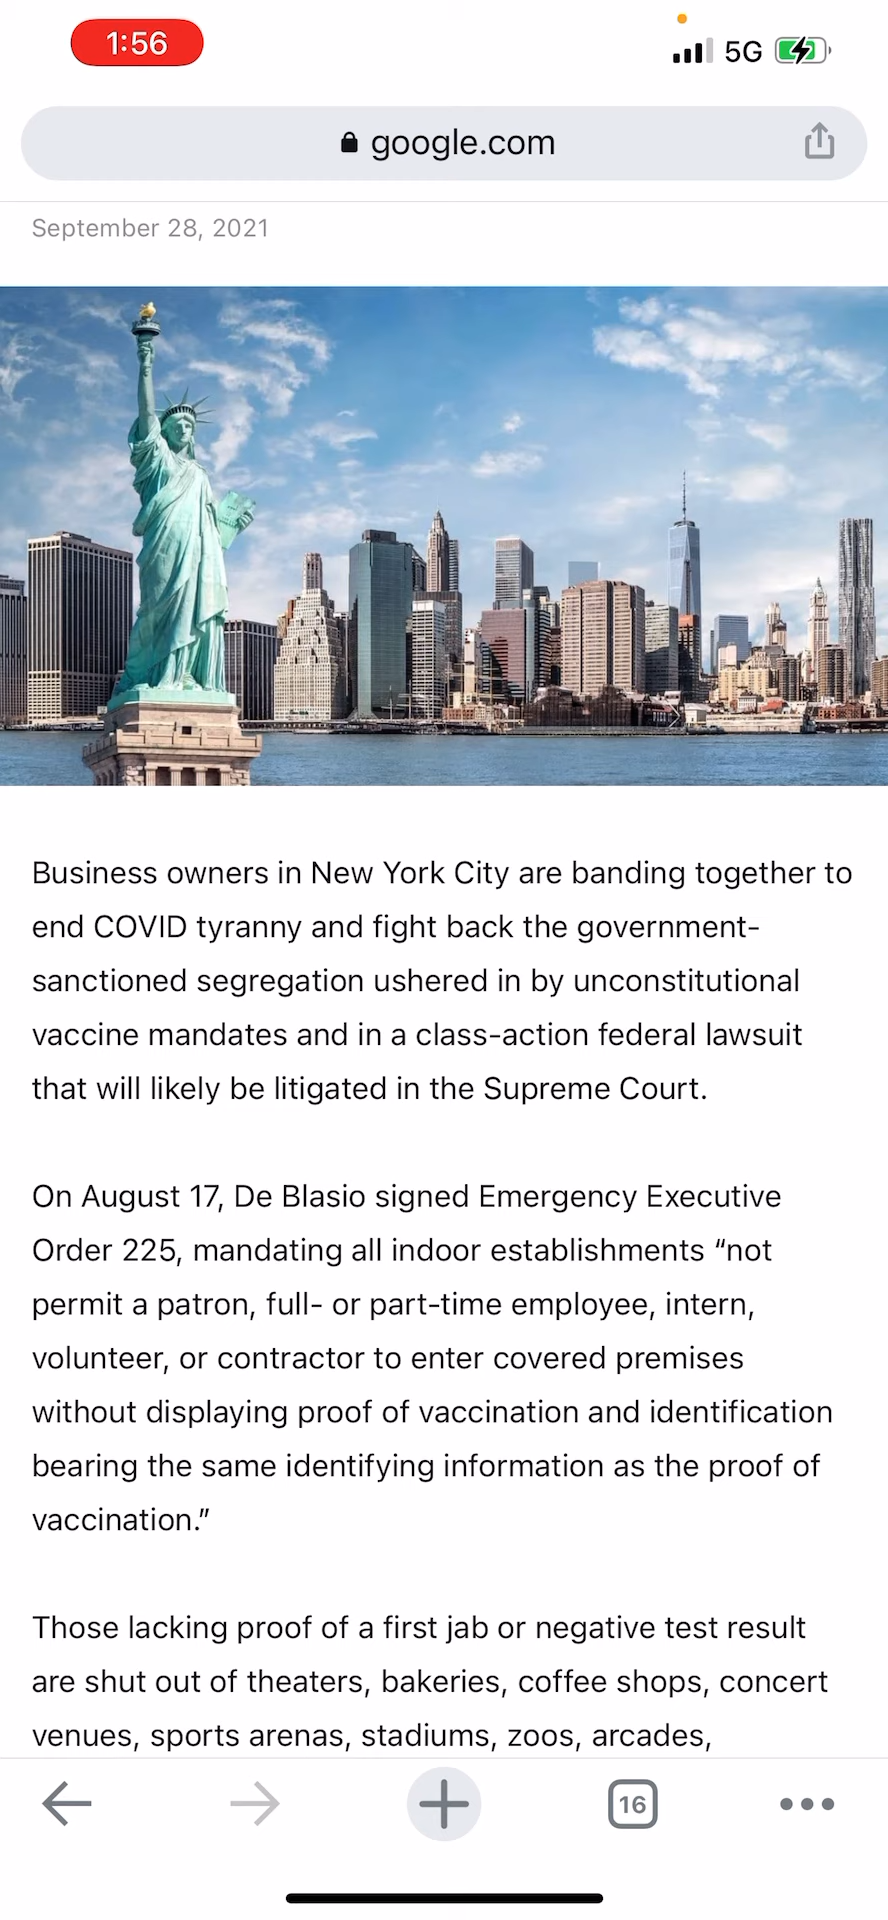 1:56
5G
google.com
September 28, 2021
Business owners in New York City are banding together to
end COVID tyranny and fight back the government-
sanctioned segregation ushered in by unconstitutional
vaccine mandates and in a class-action federal lawsuit
that will likely be litigated in the Supreme Court.
On August 17, De Blasio signed Emergency Executive
Order 225, mandating all indoor establishments “not
permit a patron, full- or part-time employee, intern,
volunteer, or contractor to enter covered premises
without displaying proof of vaccination and identification
bearing the same identifying information as the proof of
vaccination.”
Those lacking proof of a first jab or negative test result
are shut out of theaters, bakeries, coffee shops, concert
venues, sports arenas, stadiums, zoos, arcades,
16